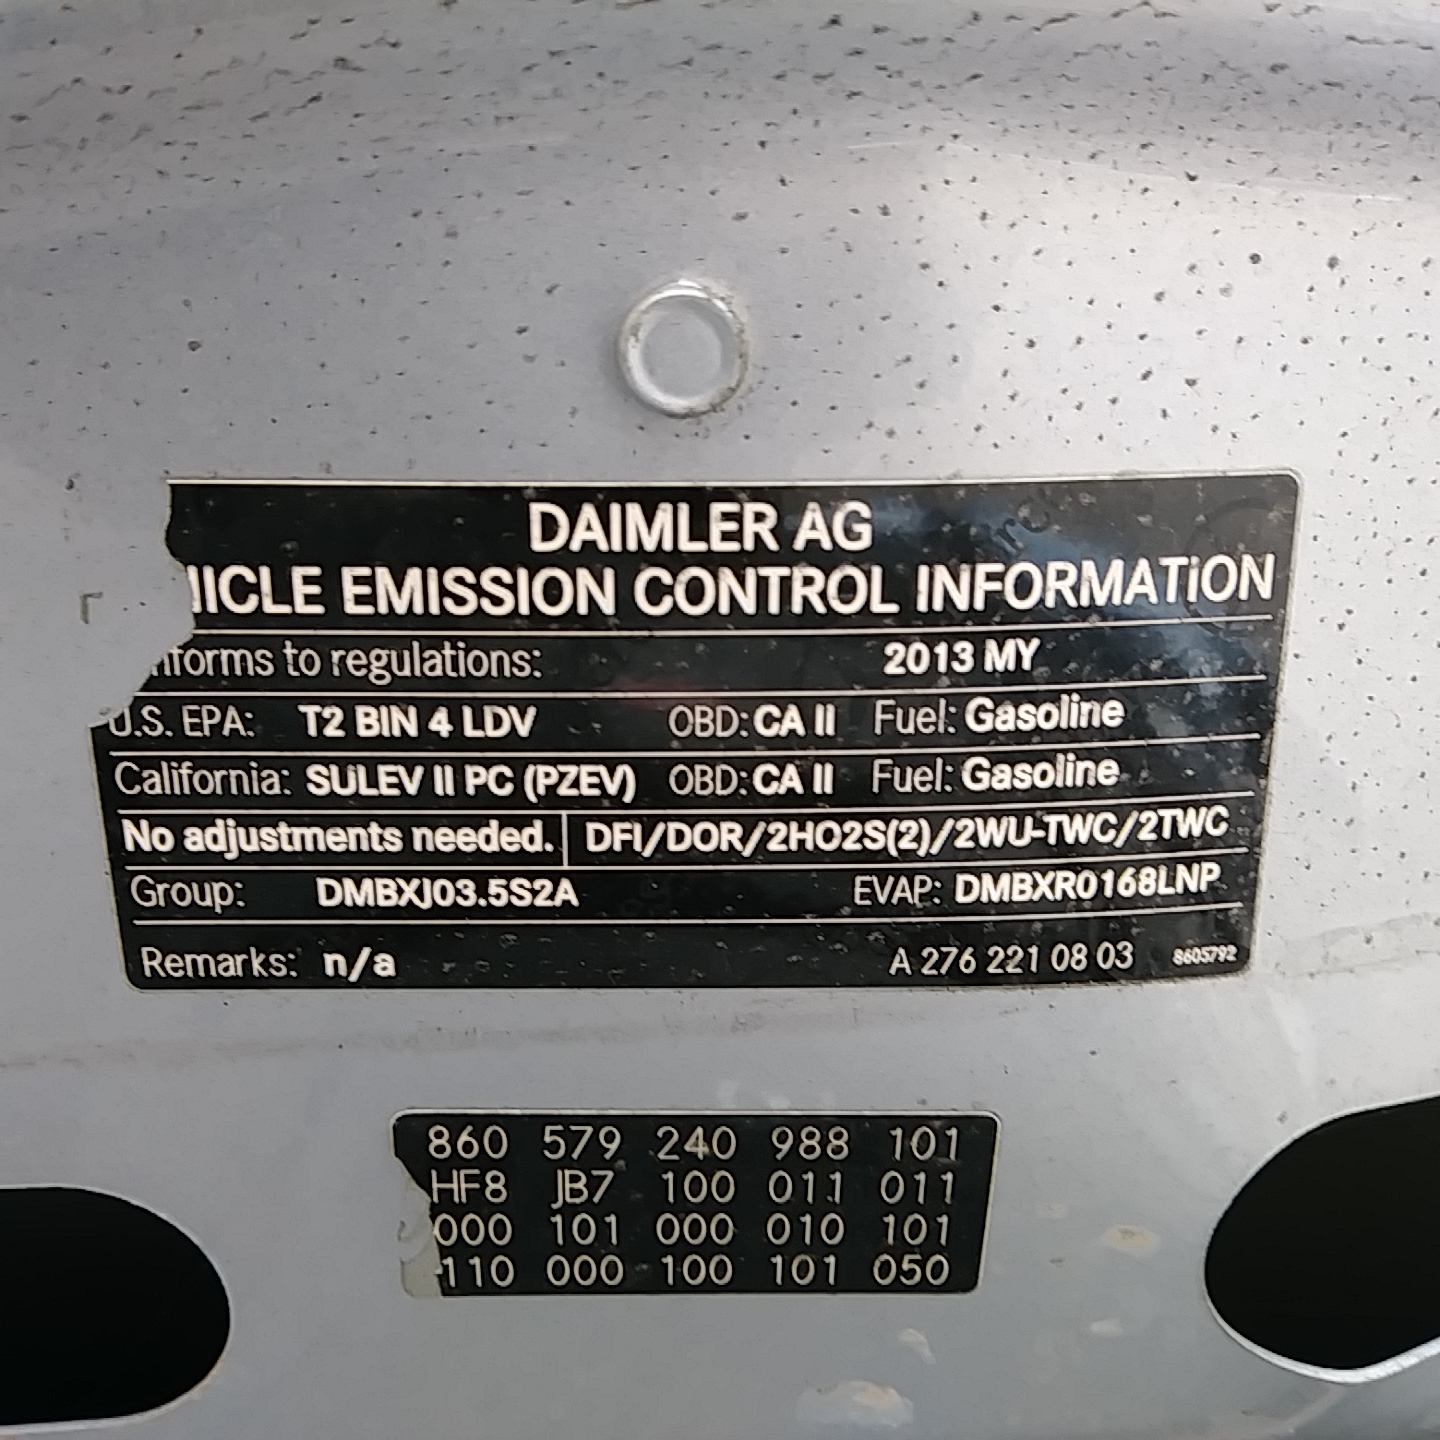 DAIMLER AG
HICLE EMISSION CONTROL INFORMATION
nforms to regulations: 2013 MY
U.S. EPA: T2 BIN 4 LDV OBD: CA II Fuel: Gasoline
California: SULEV II PC (PZEV) OBD: CA II Fuel: Gasoline
No adjustments needed. DFI/DOR/2HO2S(2)/2WU-TWC/2TWC
Group: DMBXJ03.5S2A EVAP: DMBXR0168LNP
Remarks: n/a A 276 221 08 03 8605792
860 579 240 988 101
HF8 JB7 100 011 011
000 101 000 010 101
110 000 100 101 050